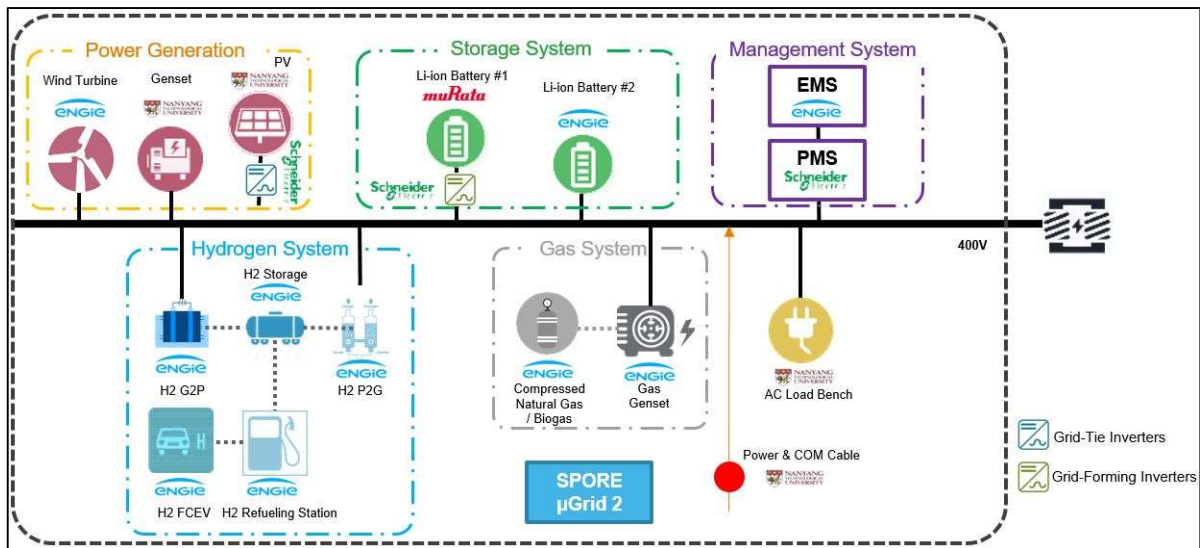 Power Generation
Wind Turbine
ENGIE
Genset
NANYANG
TECHNOLOGICAL
UNIVERSITY
PV
NANYANG
TECHNOLOGICAL
UNIVERSITY
Schneider
Electric
Storage System
Li-ion Battery #1
muRata
Schneider
Electric
Li-ion Battery #2
ENGIE
Management System
EMS
ENGIE
PMS
Schneider
Electric
400V
Hydrogen System
H2 Storage
ENGIE
ENGIE
H2 G2P
ENGIE
H2 P2G
H
ENGIE
H2 FCEV
ENGIE
H2 Refueling Station
Gas System
ENGIE
Compressed
Natural Gas
/ Biogas
ENGIE
Gas
Genset
NANYANG
TECHNOLOGICAL
UNIVERSITY
AC Load Bench
Power & COM Cable
NANYANG
TECHNOLOGICAL
UNIVERSITY
SPORE
µGrid 2
Grid-Tie Inverters
Grid-Forming Inverters